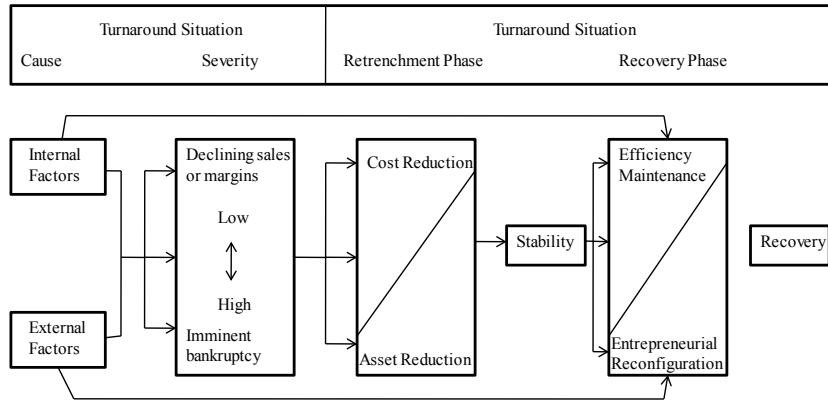 Turnaround Situation
Turnaround Situation
Cause
Severity
Retrenchment Phase
Recovery Phase
Internal
Factors
External
Factors
Declining sales
or margins
Low
High
Imminent
bankruptcy
Cost Reduction
Asset Reduction
Stability
Efficiency
Maintenance
Entrepreneurial
Reconfiguration
Recovery